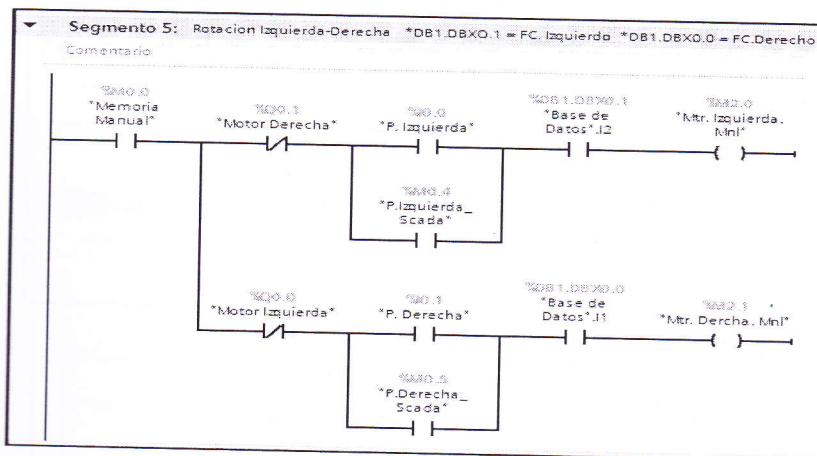 Segmento 5: Rotacion Izquierda-Derecha *DB1.DBX0.1 = FC. Izquierdo *DB1.DBX0.0 = FC.Derecho
Comentario
%M0.0
"Memoria
Manual"
%Q0.1
"Motor Derecha"
%I0.0
"P. Izquierda"
%DB1.DBX0.1
"Base de
Datos".I2
%M2.0
"Mtr. Izquierda.
Mnl"
%M0.4
"P.Izquierda_
Scada"
%Q0.0
"Motor Izquierda"
%I0.1
"P. Derecha"
%DB1.DBX0.0
"Base de
Datos".I1
%M2.1
"Mtr. Dercha. Mnl"
%M0.5
"P.Derecha_
Scada"